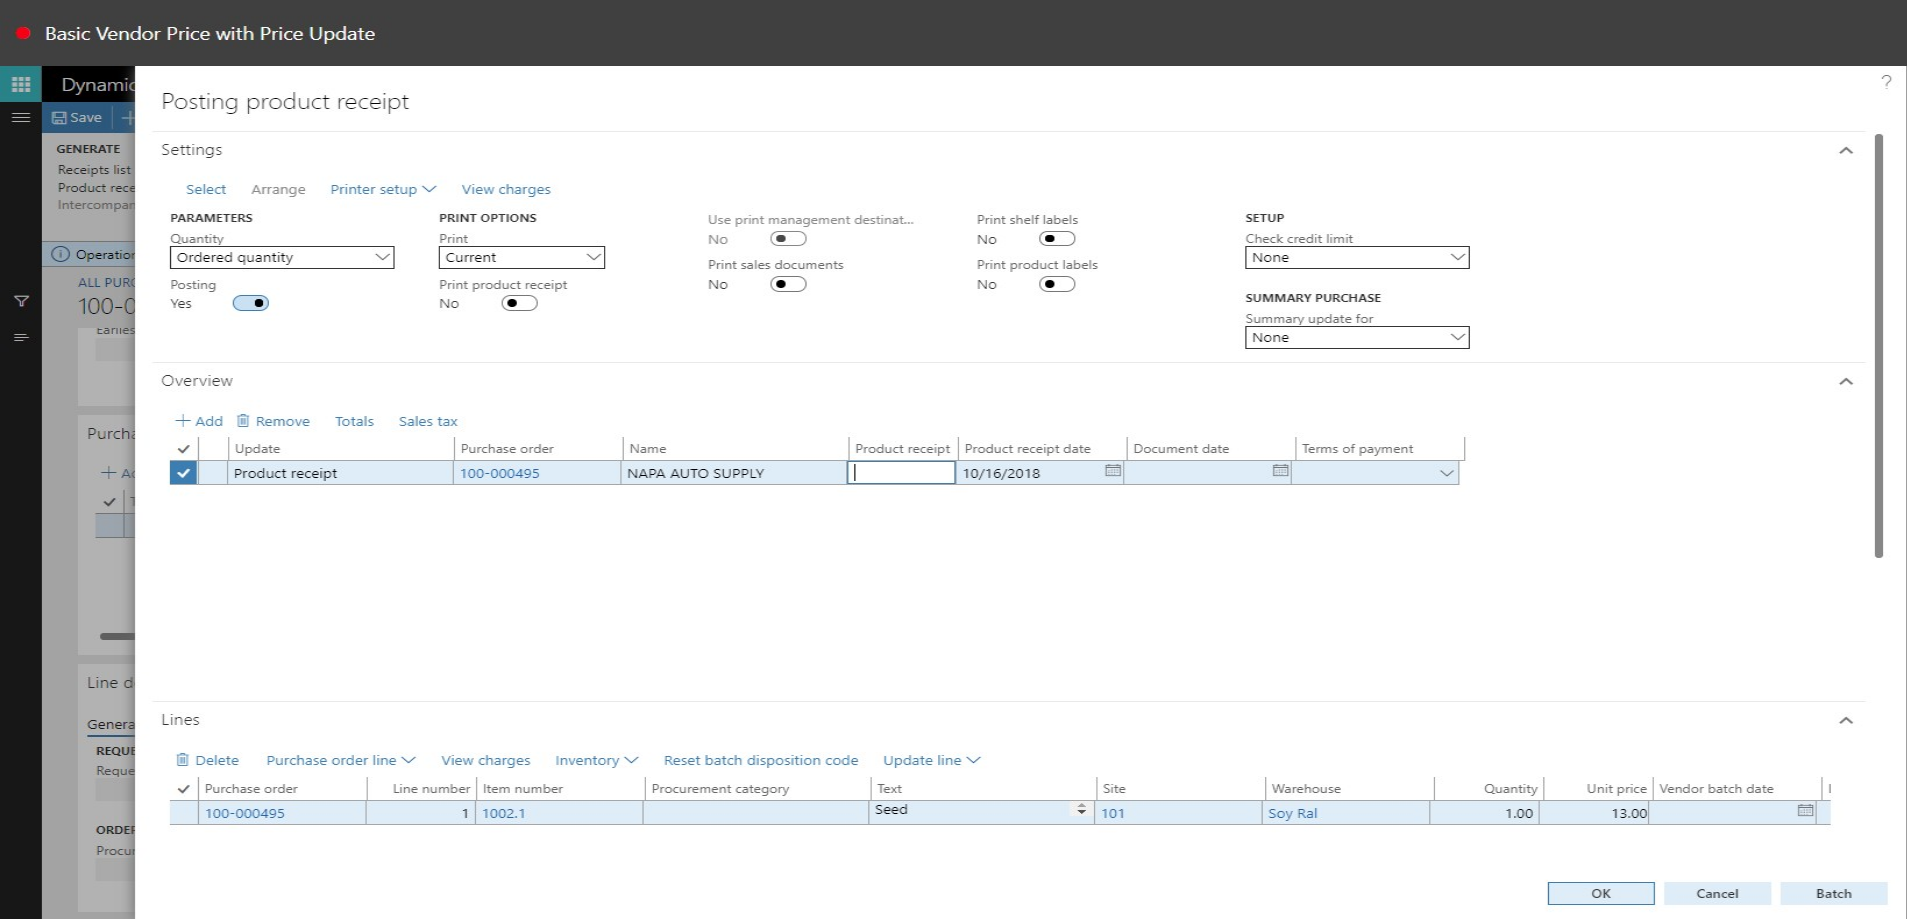 Basic Vendor Price with Price Update
Dynamic
Save
?
Posting product receipt
GENERATE
Receipts list
Product rece
Intercompan
Operation
ALL PURC
100-0
Earlies
Purcha
Ad
Line d
Genera
REQUE
Reque
ORDER
Procur
Settings
Select Arrange Printer setup View charges
PARAMETERS
Quantity
Ordered quantity
Posting
Yes
PRINT OPTIONS
Print
Current
Print product receipt
No
Use print management destinat...
No
Print sales documents
No
Print shelf labels
No
Print product labels
No
SETUP
Check credit limit
None
SUMMARY PURCHASE
Summary update for
None
Overview
Add Remove Totals Sales tax
Update Purchase order Name Product receipt Product receipt date Document date Terms of payment
Product receipt 100-000495 NAPA AUTO SUPPLY 10/16/2018
Lines
Delete Purchase order line View charges Inventory Reset batch disposition code Update line
Purchase order Line number Item number Procurement category Text Site Warehouse Quantity Unit price Vendor batch date
100-000495 1 1002.1 Seed 101 Soy Ral 1.00 13.00
OK Cancel Batch